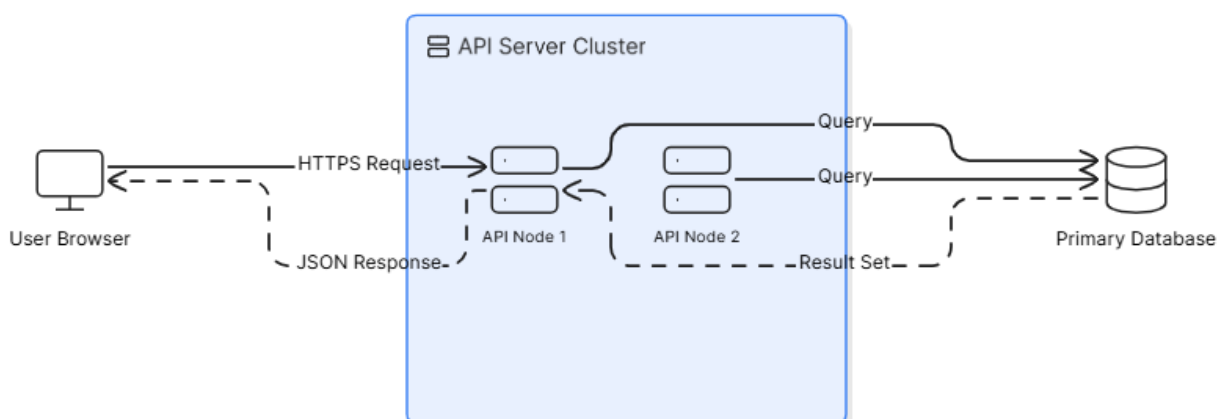 API Server Cluster
Query
HTTPS Request
Query
User Browser
API Node 1
API Node 2
Primary Database
JSON Response
Result Set